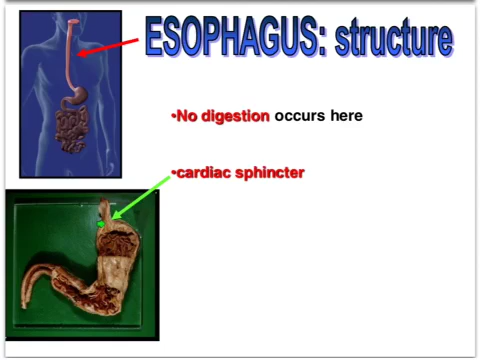 ESOPHAGUS: structure
•No digestion occurs here
•cardiac sphincter